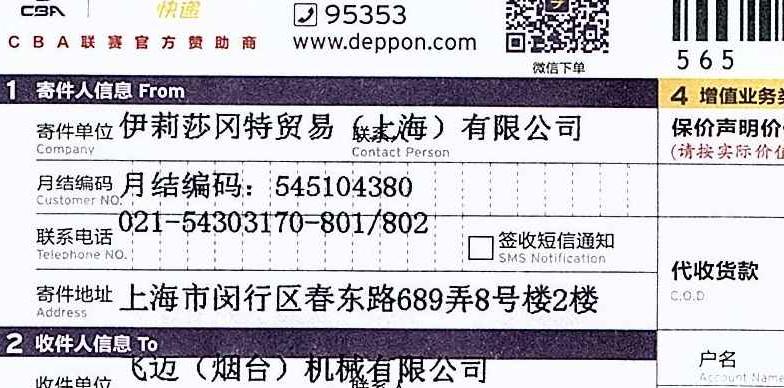 CBA 快递 95353
CBA联赛官方赞助商 www.deppon.com
微信下单
565
1 寄件人信息 From
4 增值业务
寄件单位 伊莉莎冈特贸易（上海）有限公司
Company
联系人
Contact Person
保价声明价
(请按实际价值
月结编码 月结编码：545104380
Customer NO.
021-54303170-801/802
联系电话
Telephone NO.
签收短信通知
SMS Notification
代收货款
C.O.D
寄件地址 上海市闵行区春东路689弄8号楼2楼
Address
2 收件人信息 To
收件单位 飞迈（烟台）机械有限公司
联系人
户名
Account Name